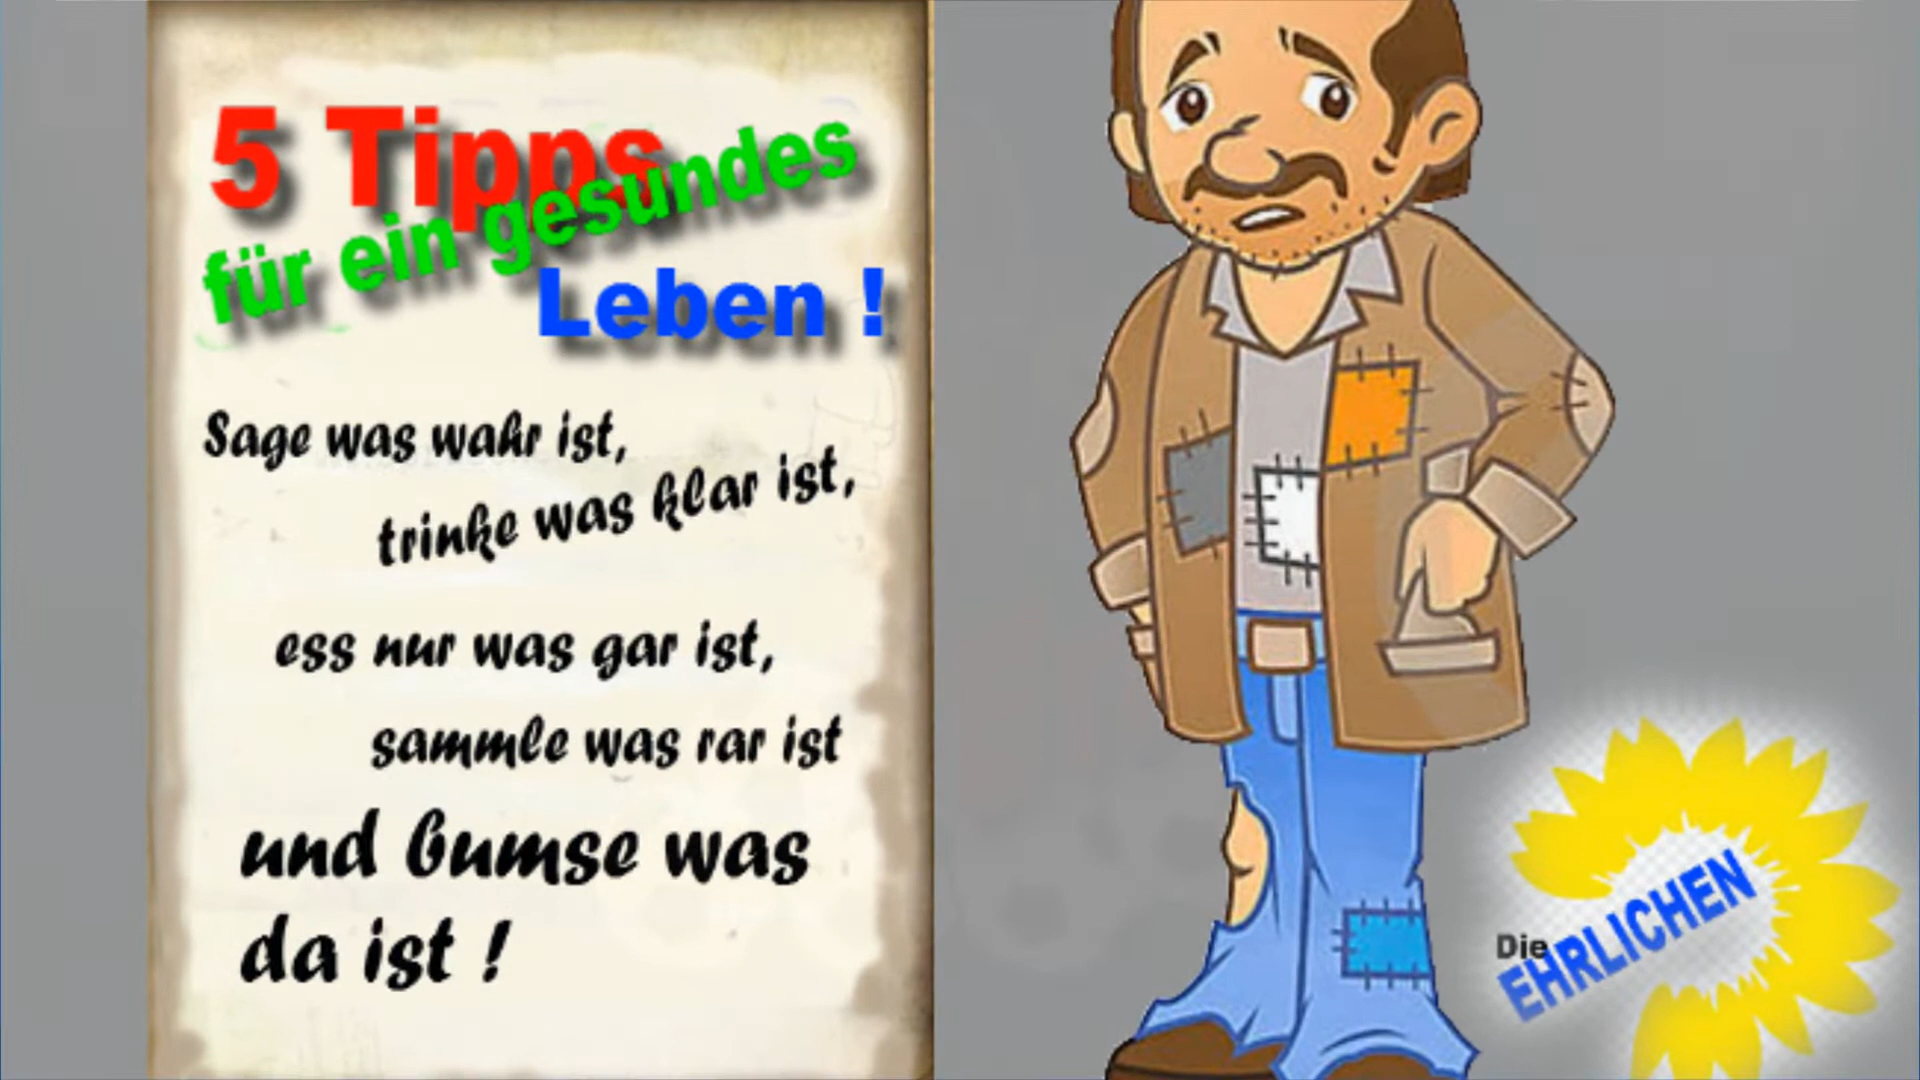 5 Tipps
für ein gesundes
Leben !
Sage was wahr ist,
trinke was klar ist,
ess nur was gar ist,
sammle was rar ist
und bumse was
da ist !
Die
EHRLICHEN